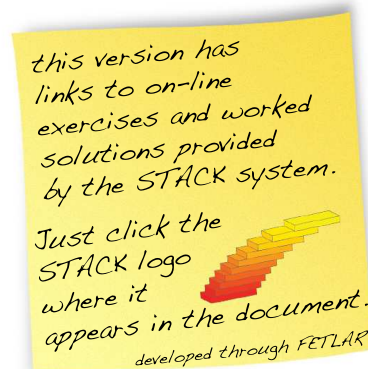 this version has
links to on-line
exercises and worked
solutions provided
by the STACK system.
Just click the
STACK logo
where it
appears in the document.
developed through FETLAR